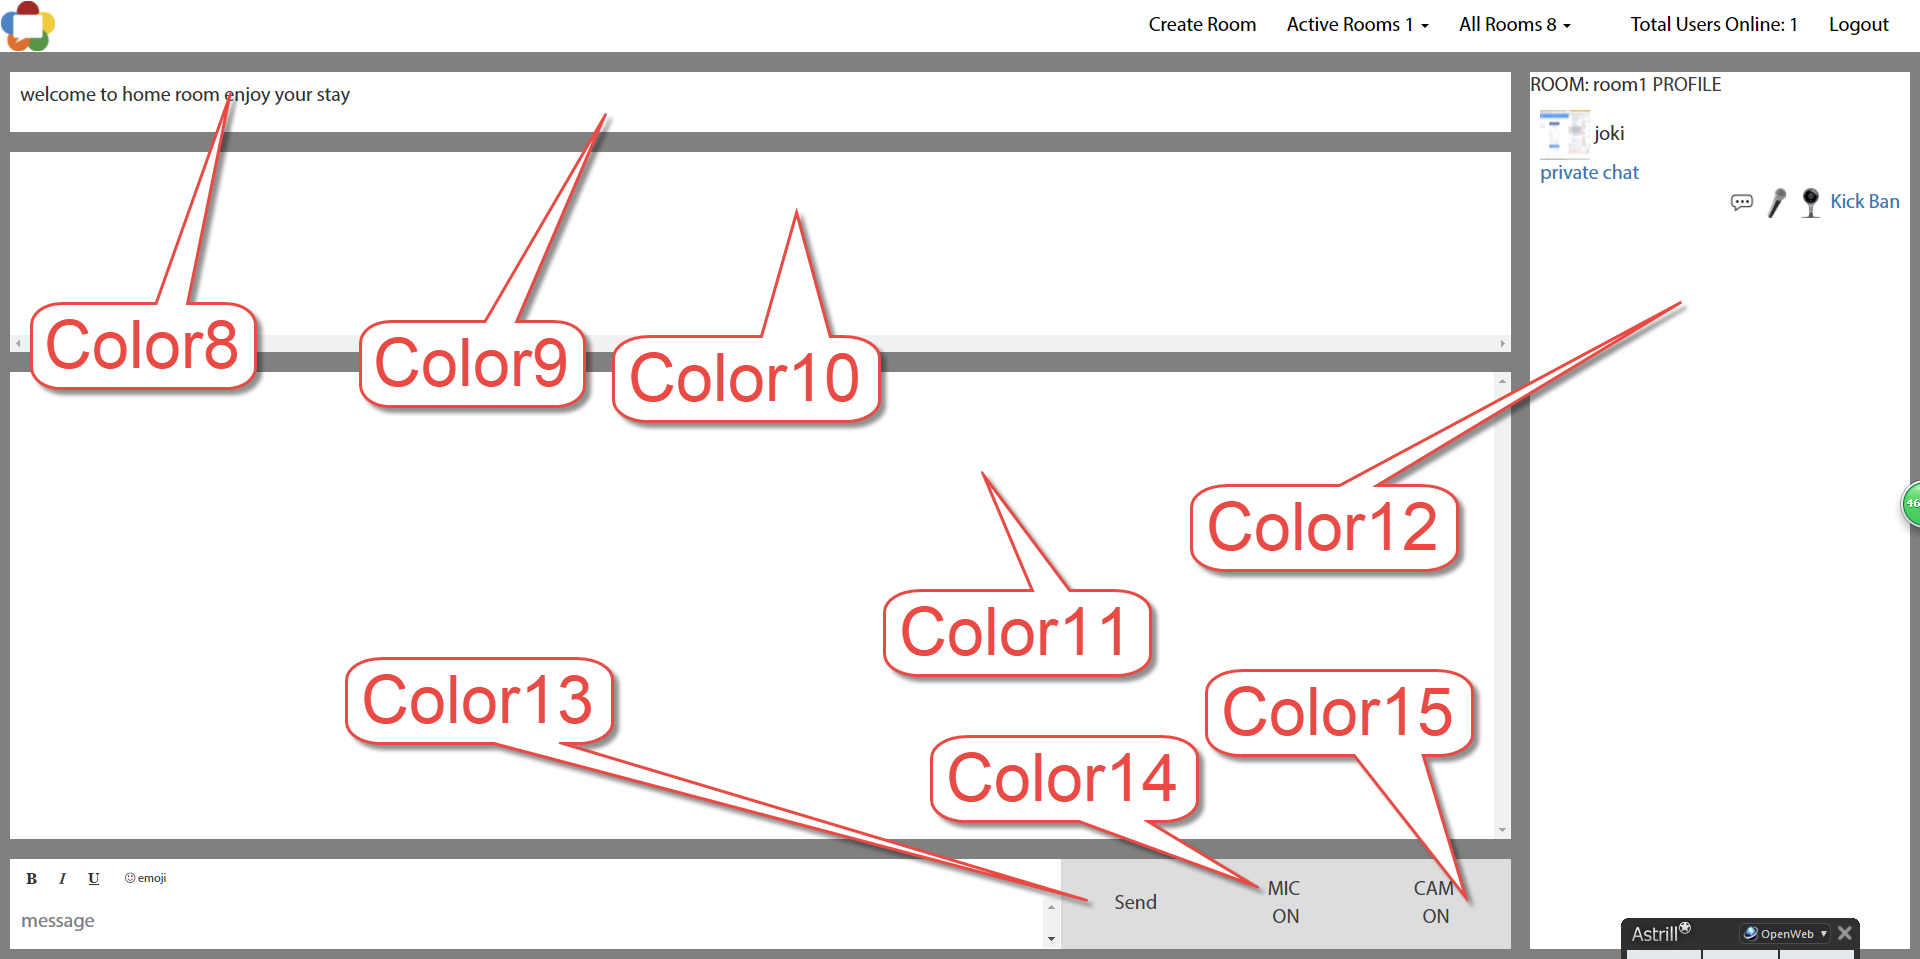 Create Room Active Rooms 1 All Rooms 8 Total Users Online: 1 Logout
welcome to home room enjoy your stay
ROOM: room1 PROFILE
joki
private chat
Kick Ban
Color8
Color9
Color10
Color12
Color11
Color13
Color15
Color14
B I U emoji
message
Send
MIC
ON
CAM
ON
46
Astrill OpenWeb